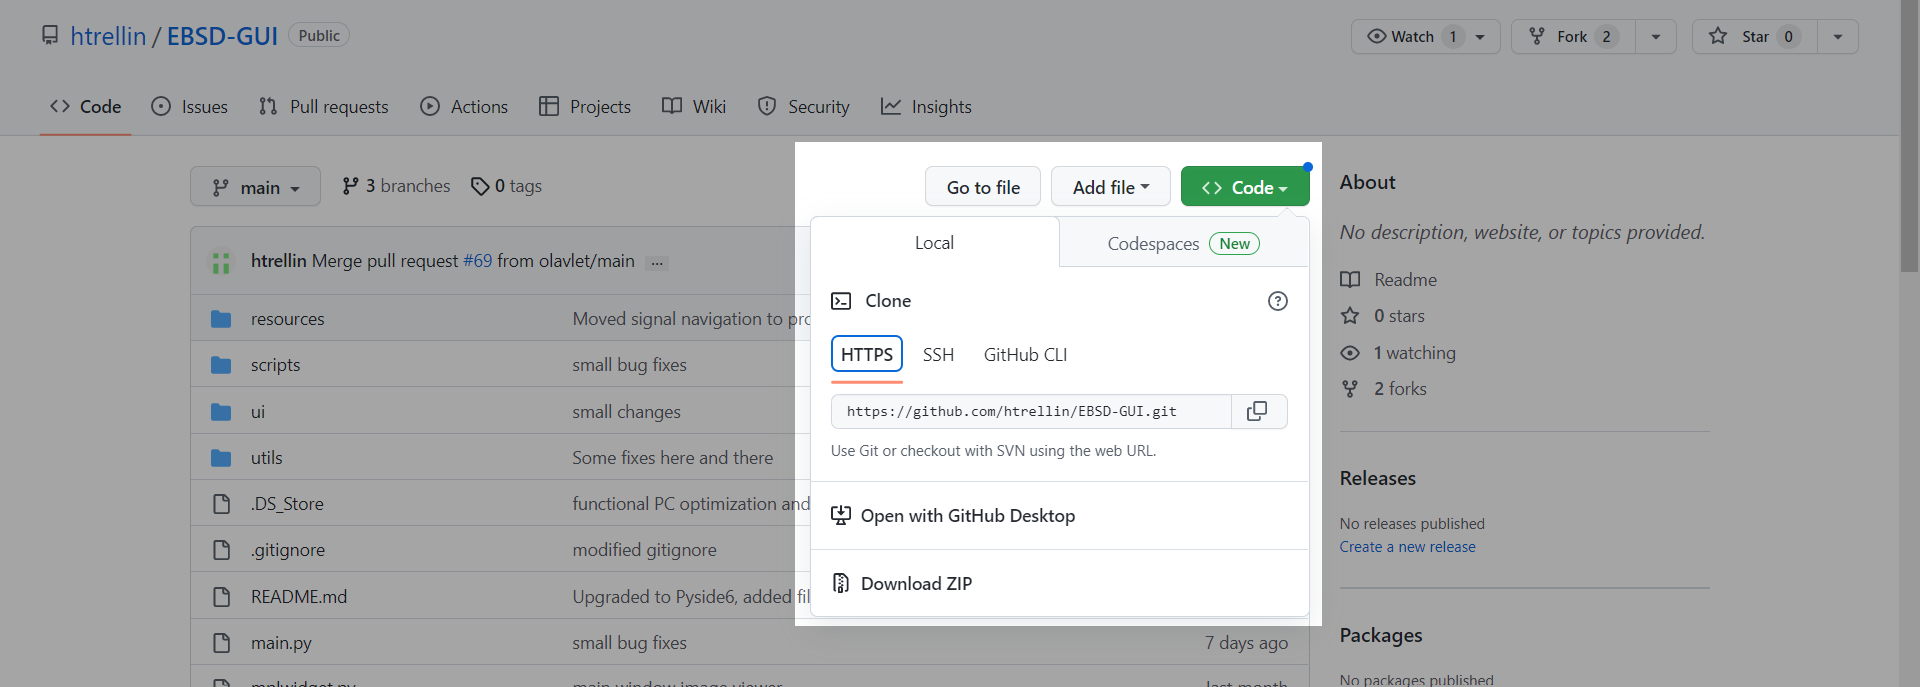 htrellin / EBSD-GUI Public
Watch 1 Fork 2 Star 0
Code Issues Pull requests Actions Projects Wiki Security Insights
main 3 branches 0 tags
Go to file Add file Code
htrellin Merge pull request #69 from olavlet/main ...
resources Moved signal navigation to pro
scripts small bug fixes
ui small changes
utils Some fixes here and there
.DS_Store functional PC optimization and
.gitignore modified gitignore
README.md Upgraded to Pyside6, added fil
main.py small bug fixes 7 days ago
mplwidget.py main window image viewer last month
Local Codespaces New
Clone
HTTPS SSH GitHub CLI
https://github.com/htrellin/EBSD-GUI.git
Use Git or checkout with SVN using the web URL.
Open with GitHub Desktop
Download ZIP
About
No description, website, or topics provided.
Readme
0 stars
1 watching
2 forks
Releases
No releases published
Create a new release
Packages
No packages published